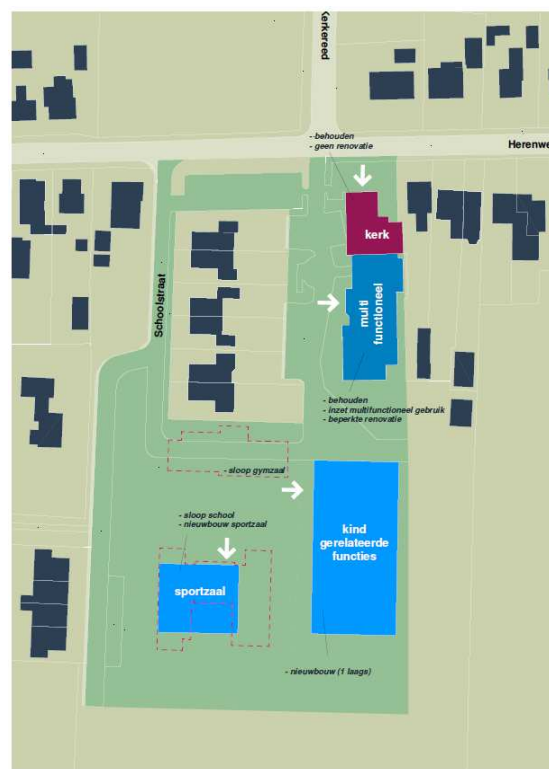 Kerkereed
- behouden
- geen renovatie
Herenwe
kerk
Schoolstraat
multi
functioneel
- behouden
- inzet multifunctioneel gebruik
- beperkte renovatie
- sloop gymzaal
- sloop school
- nieuwbouw sportzaal
kind
gerelateerde
functies
sportzaal
- nieuwbouw (1 laags)